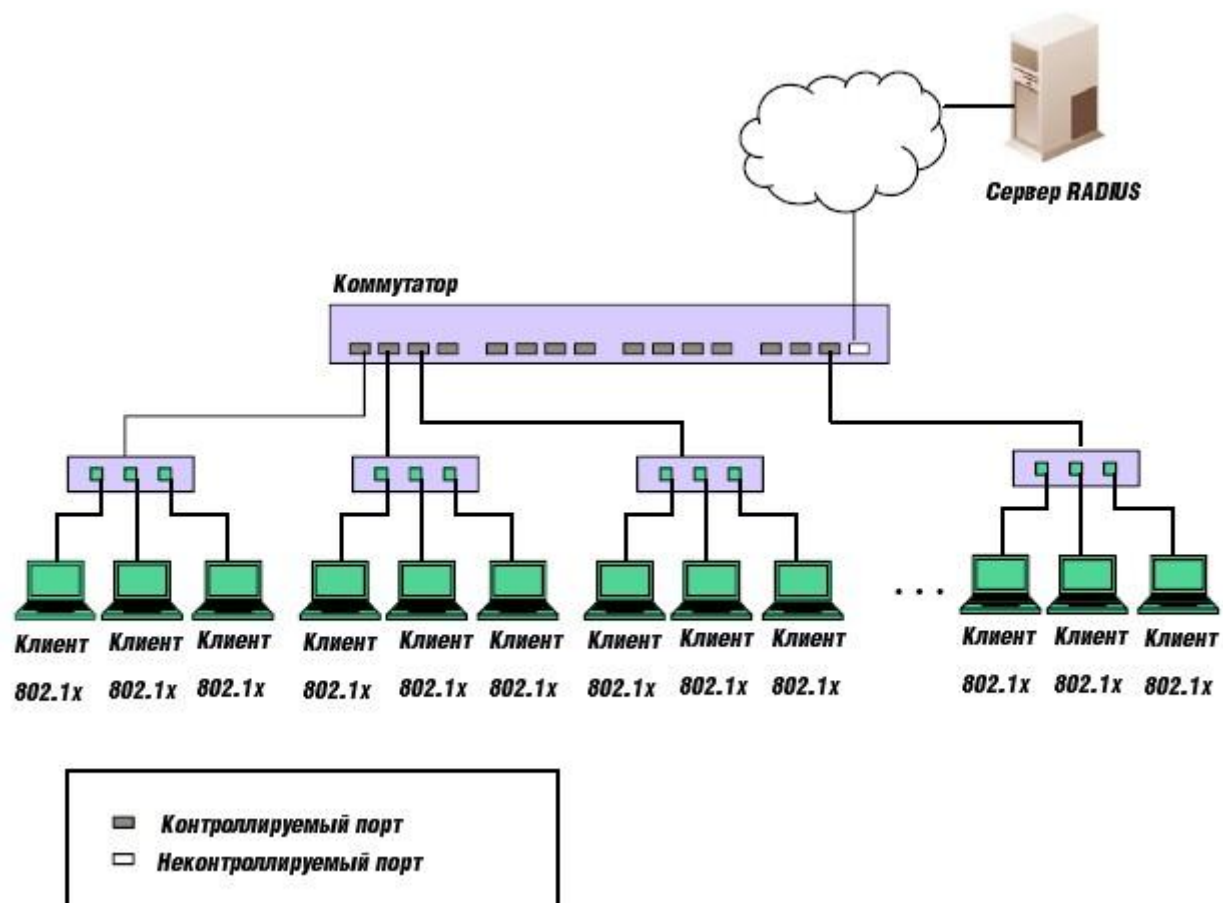 Сервер RADIUS
Коммутатор
Клиент Клиент Клиент Клиент Клиент Клиент Клиент Клиент Клиент . . . Клиент Клиент Клиент
802.1x 802.1x 802.1x 802.1x 802.1x 802.1x 802.1x 802.1x 802.1x 802.1x 802.1x 802.1x
Контроллируемый порт
Неконтроллируемый порт